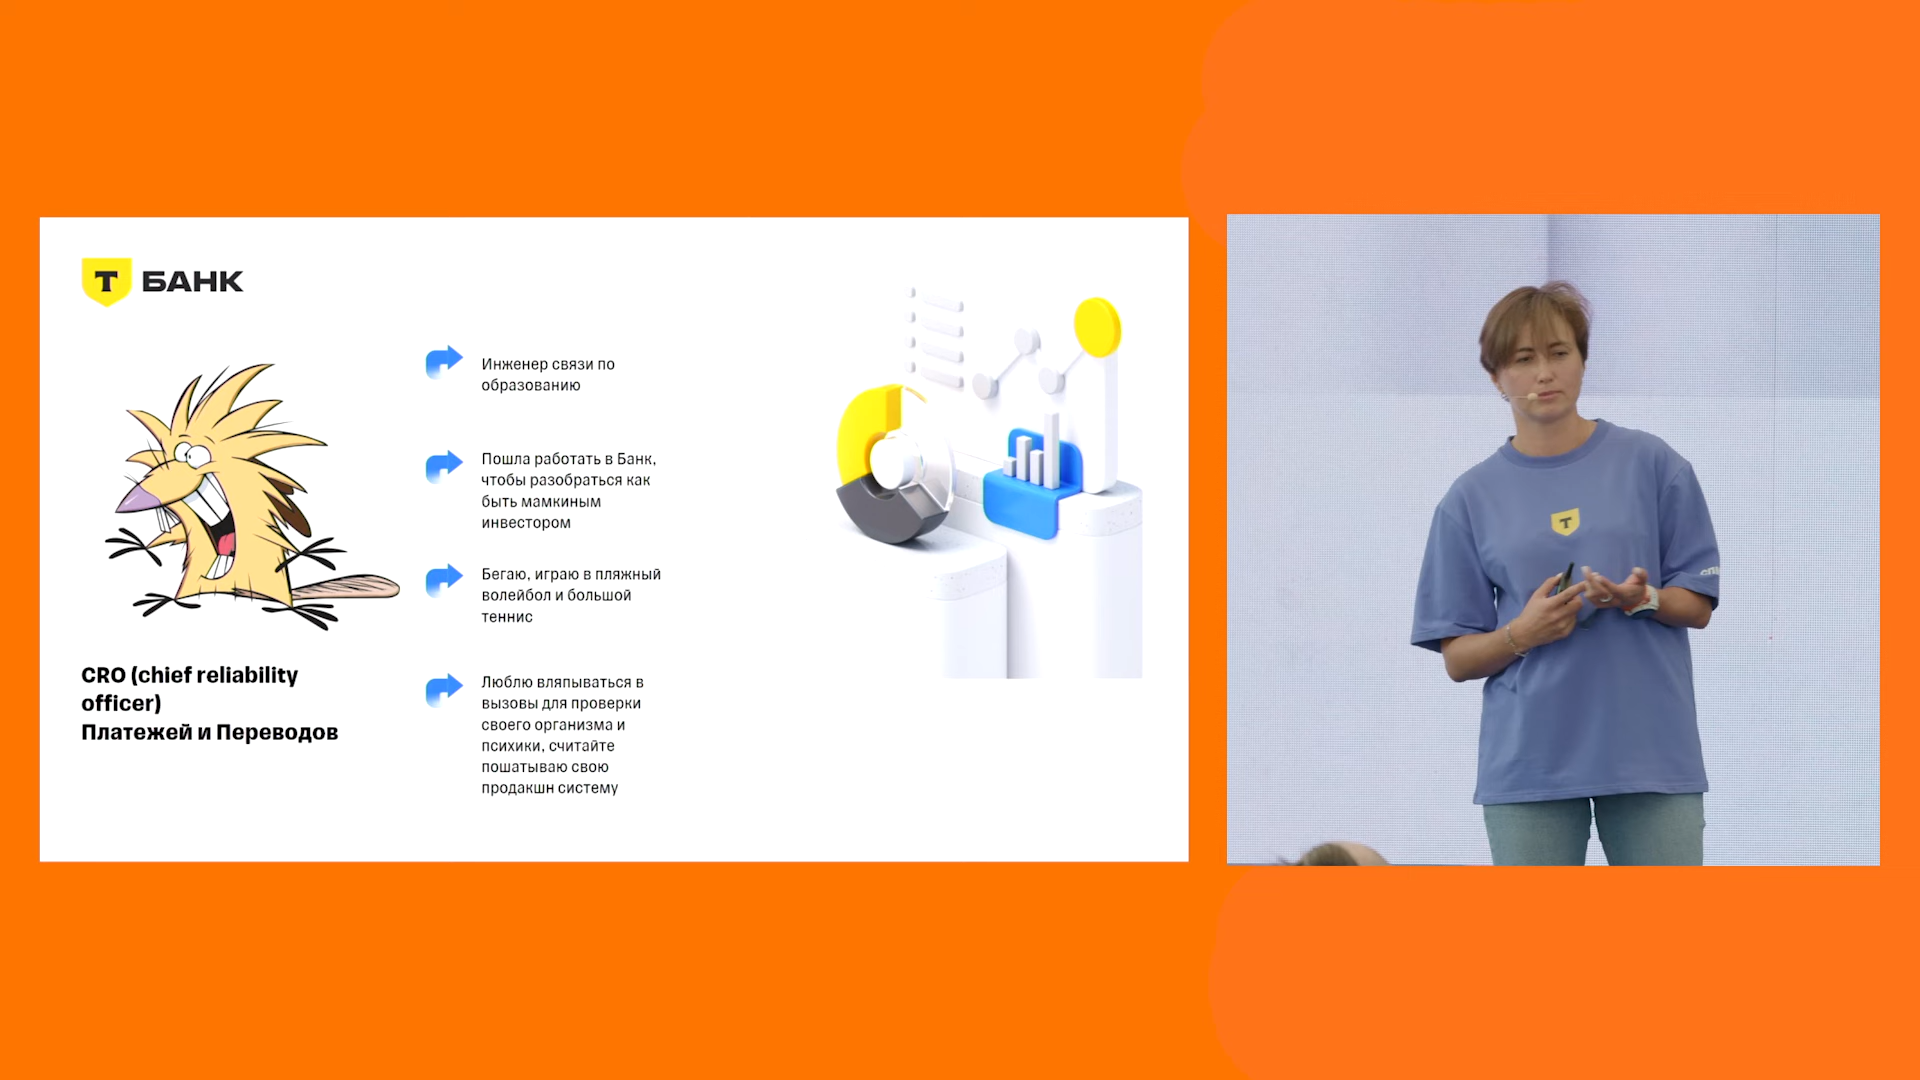 Т БАНК
Инженер связи по
образованию
Пошла работать в Банк,
чтобы разобраться как
быть мамкиным
инвестором
Бегаю, играю в пляжный
волейбол и большой
теннис
CRO (chief reliability
officer)
Платежей и Переводов
Люблю вляпываться в
вызовы для проверки
своего организма и
психики, считайте
пошатываю свою
продакшн систему
Т